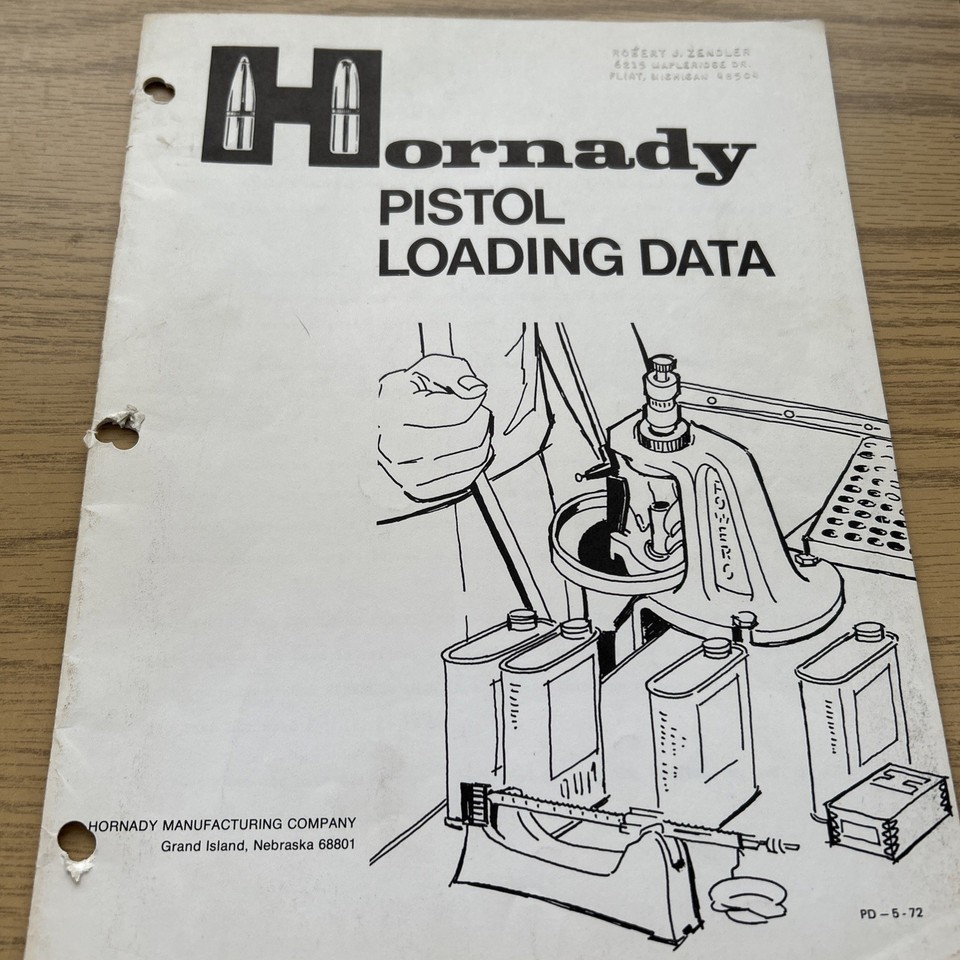 ROBERT J. ZENDLER
6215 MAPLERIDGE DR.
FLINT, MICHIGAN 48504
Hornady
PISTOL
LOADING DATA
HORNADY MANUFACTURING COMPANY
Grand Island, Nebraska 68801
PD-5-72